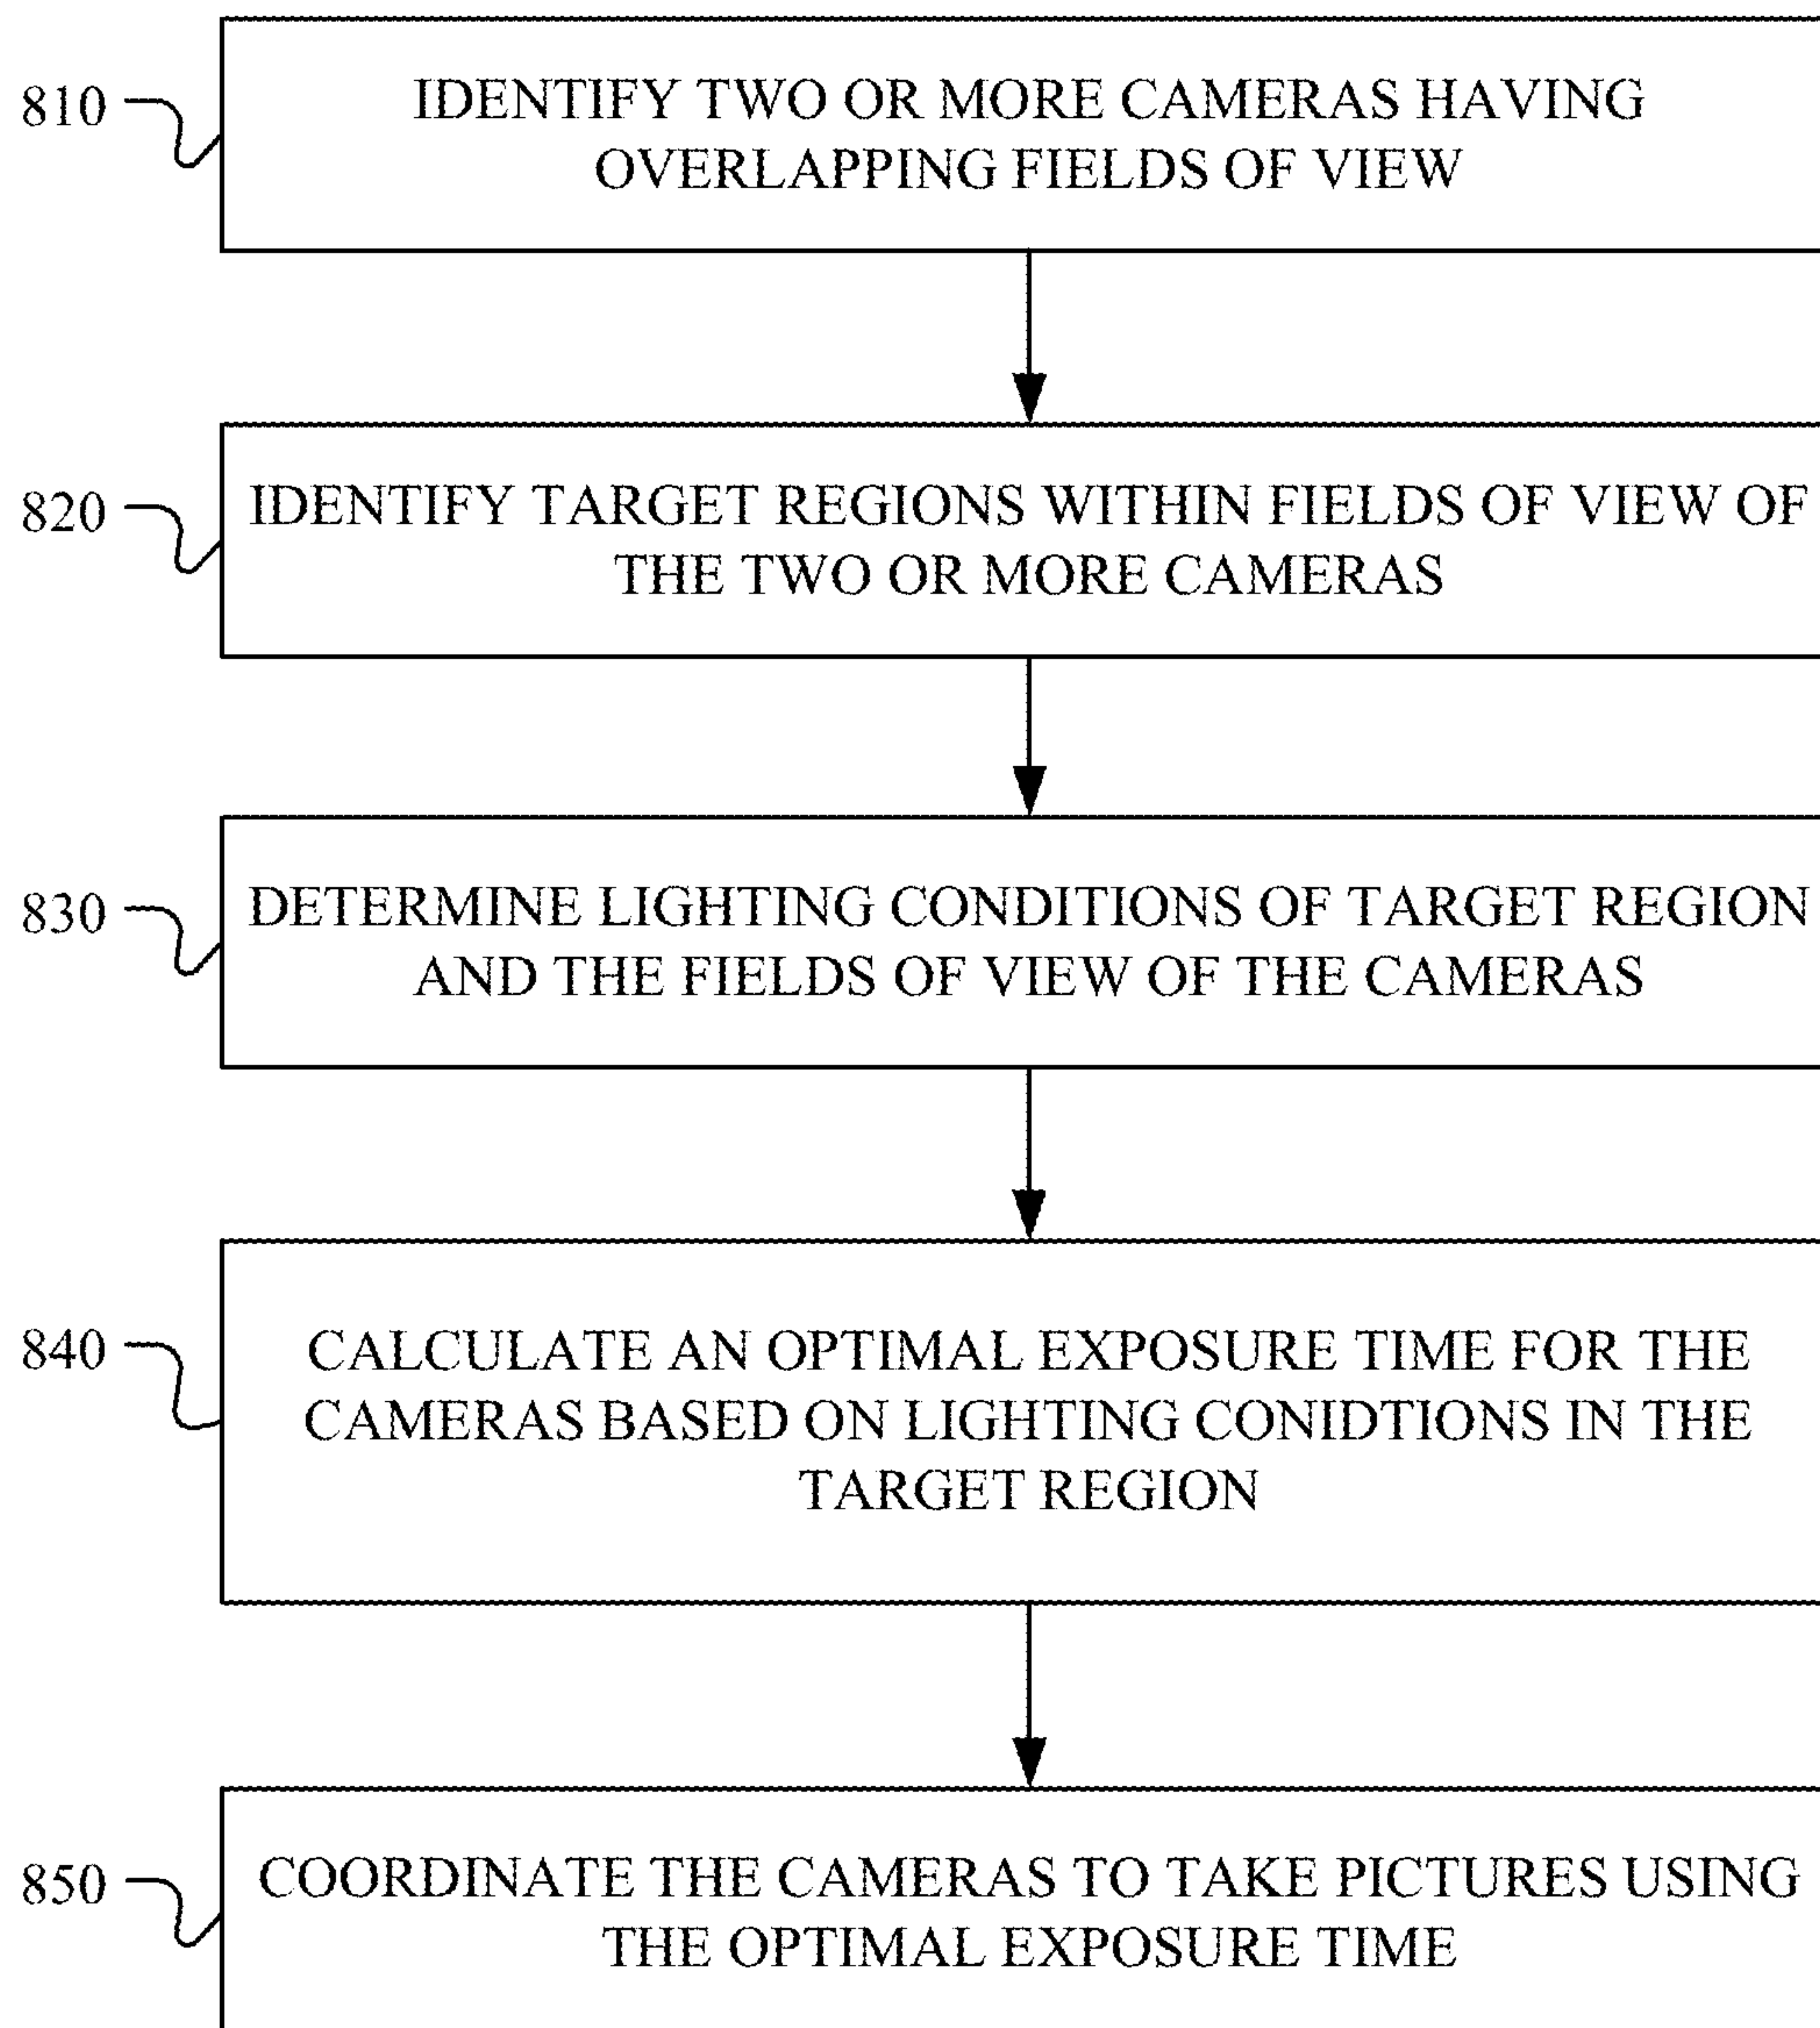 810
IDENTIFY TWO OR MORE CAMERAS HAVING
OVERLAPPING FIELDS OF VIEW
820
IDENTIFY TARGET REGIONS WITHIN FIELDS OF VIEW OF
THE TWO OR MORE CAMERAS
830
DETERMINE LIGHTING CONDITIONS OF TARGET REGION
AND THE FIELDS OF VIEW OF THE CAMERAS
840
CALCULATE AN OPTIMAL EXPOSURE TIME FOR THE
CAMERAS BASED ON LIGHTING CONIDTIONS IN THE
TARGET REGION
850
COORDINATE THE CAMERAS TO TAKE PICTURES USING
THE OPTIMAL EXPOSURE TIME